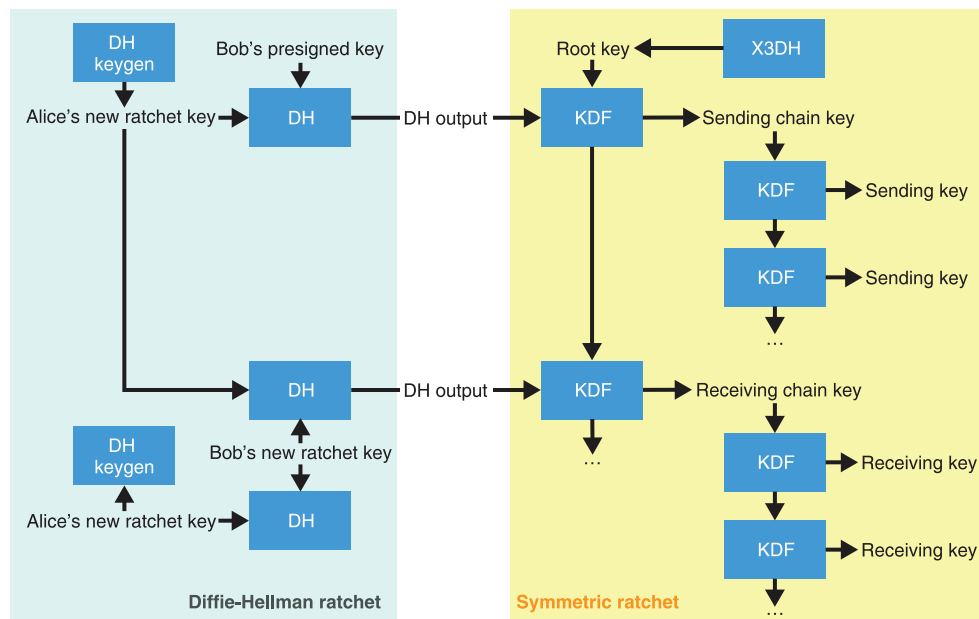 DH
keygen
Bob's presigned key
Root key
X3DH
Alice's new ratchet key
DH
DH output
KDF
Sending chain key
KDF
Sending key
KDF
Sending key
...
DH
DH output
KDF
Receiving chain key
...
DH
keygen
Bob's new ratchet key
KDF
Receiving key
Alice's new ratchet key
DH
KDF
Receiving key
...
Diffie-Hellman ratchet
Symmetric ratchet